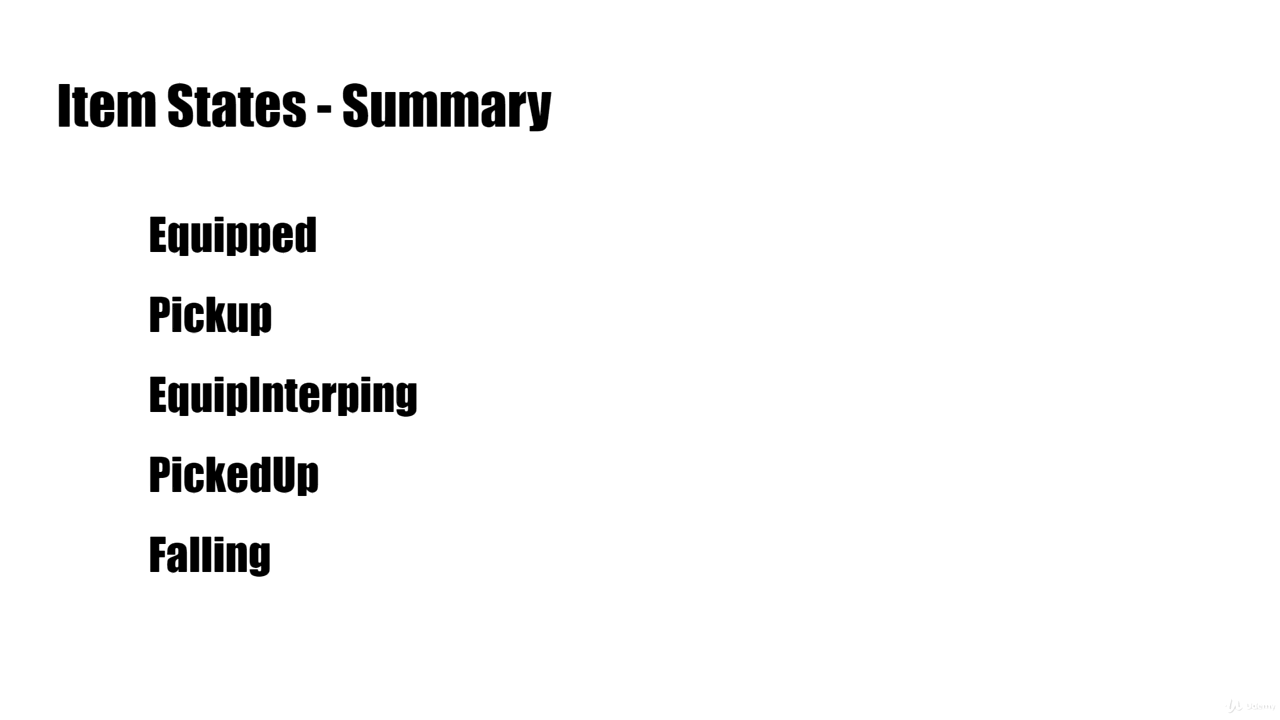 Item States - Summary
Equipped
Pickup
EquipInterping
PickedUp
Falling